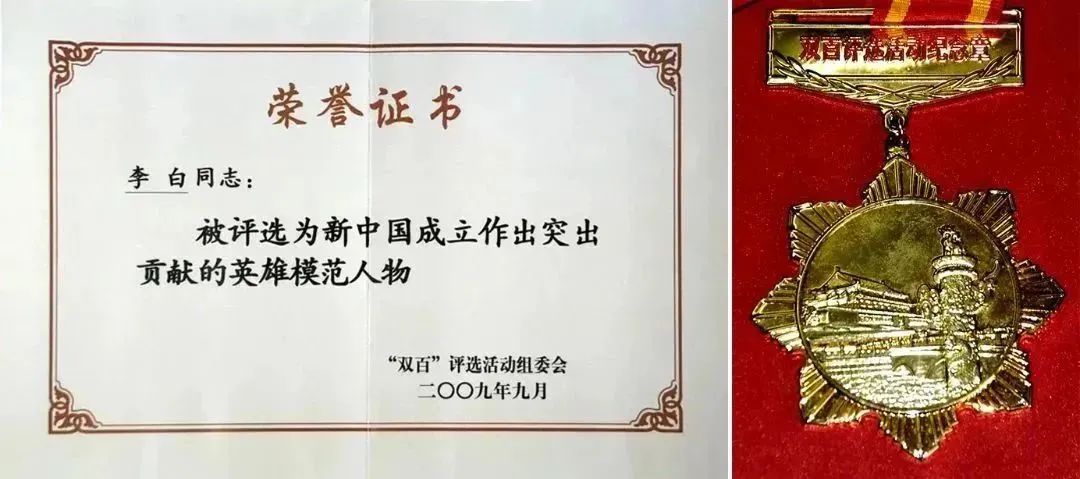 荣誉证书
李白同志：
被评选为新中国成立作出突出
贡献的英雄模范人物
“双百”评选活动组委会
二〇〇九年九月
双百评选活动纪念章